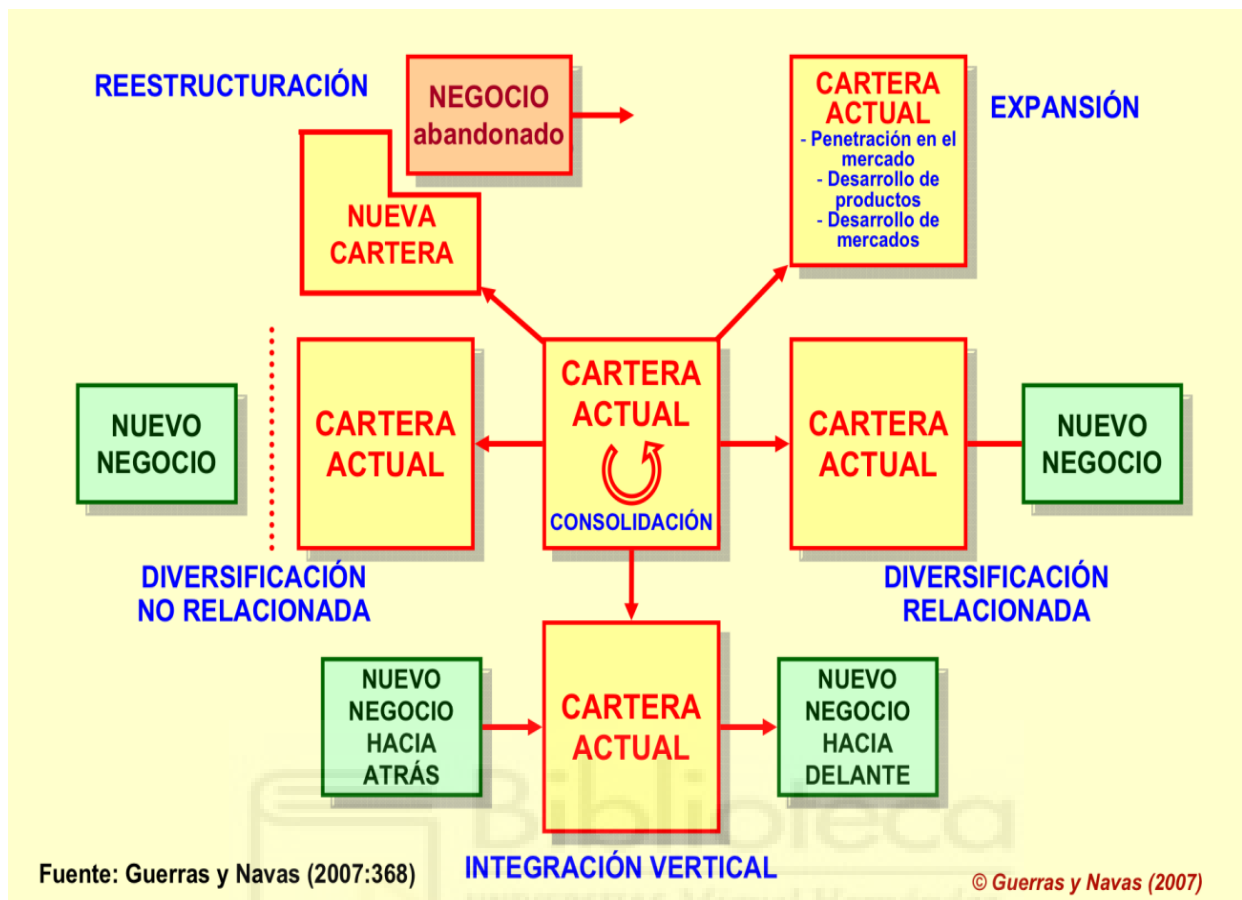 REESTRUCTURACIÓN
NEGOCIO
abandonado
CARTERA
ACTUAL
- Penetración en el
mercado
- Desarrollo de
productos
- Desarrollo de
mercados
EXPANSIÓN
NUEVA
CARTERA
NUEVO
NEGOCIO
CARTERA
ACTUAL
CARTERA
ACTUAL
CONSOLIDACIÓN
CARTERA
ACTUAL
NUEVO
NEGOCIO
DIVERSIFICACIÓN
NO RELACIONADA
DIVERSIFICACIÓN
RELACIONADA
NUEVO
NEGOCIO
HACIA
ATRÁS
CARTERA
ACTUAL
NUEVO
NEGOCIO
HACIA
DELANTE
Biblioteca
INTEGRACIÓN VERTICAL
Fuente: Guerras y Navas (2007:368)
© Guerras y Navas (2007)